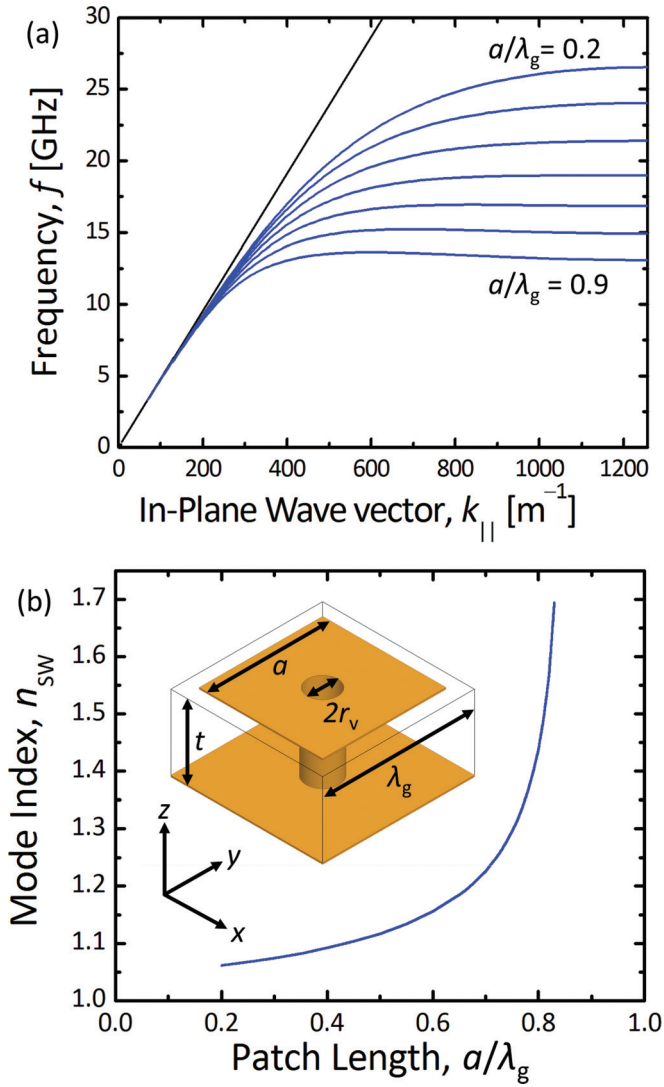 (a)
30
25
20
15
10
5
0
Frequency, f [GHz]
a/λg = 0.2
a/λg = 0.9
0 200 400 600 800 1000 1200
In-Plane Wave vector, k|| [m⁻¹]
(b)
1.7
1.6
1.5
1.4
1.3
1.2
1.1
1.0
Mode Index, nSW
a
2rv
t
λg
z
y
x
0.0 0.2 0.4 0.6 0.8 1.0
Patch Length, a/λg